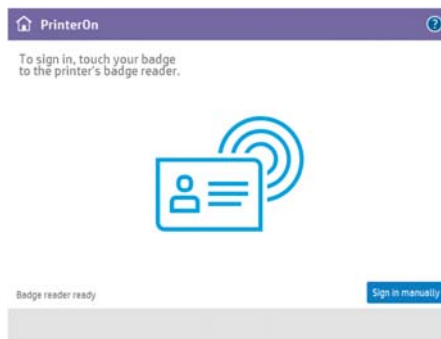 PrinterOn
To sign in, touch your badge
to the printer's badge reader.
Badge reader ready
Sign in manually